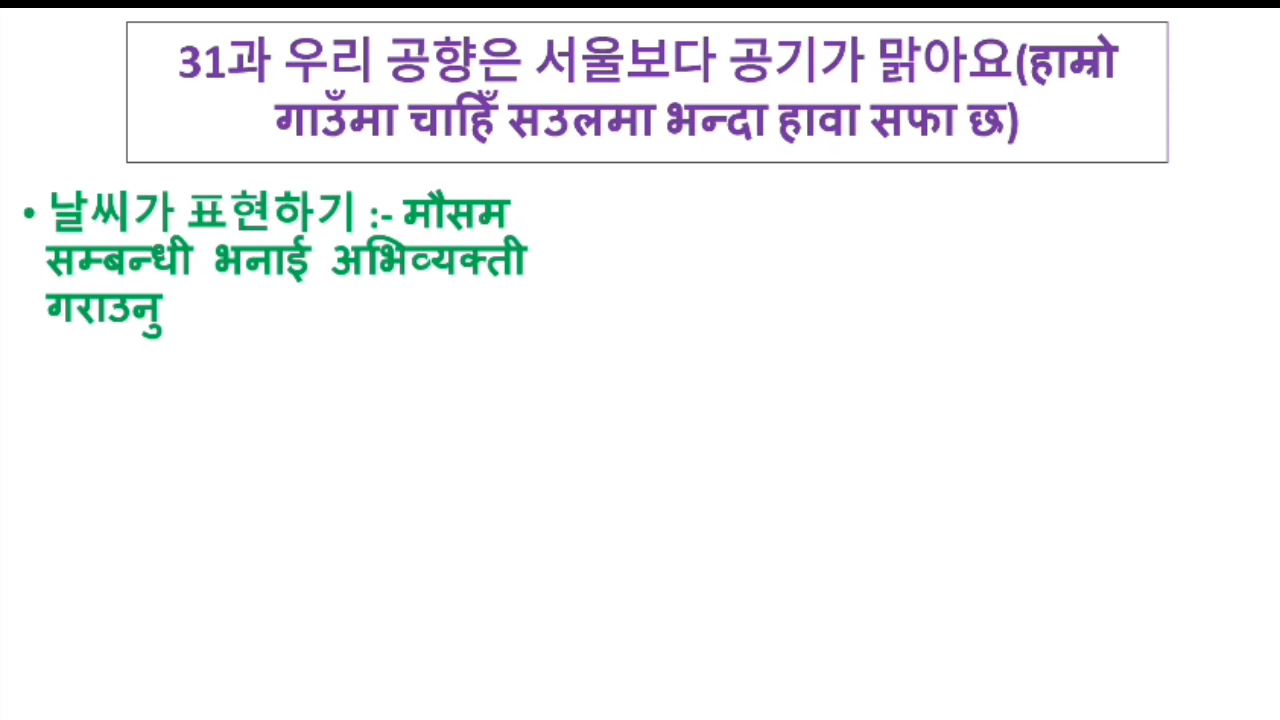 31과 우리 공향은 서울보다 공기가 맑아요(हाम्रो
गाउँमा चाहिँ सउलमा भन्दा हावा सफा छ)
• 날씨가 표현하기 :- मौसम
सम्बन्धी भनाई अभिव्यक्ती
गराउनु